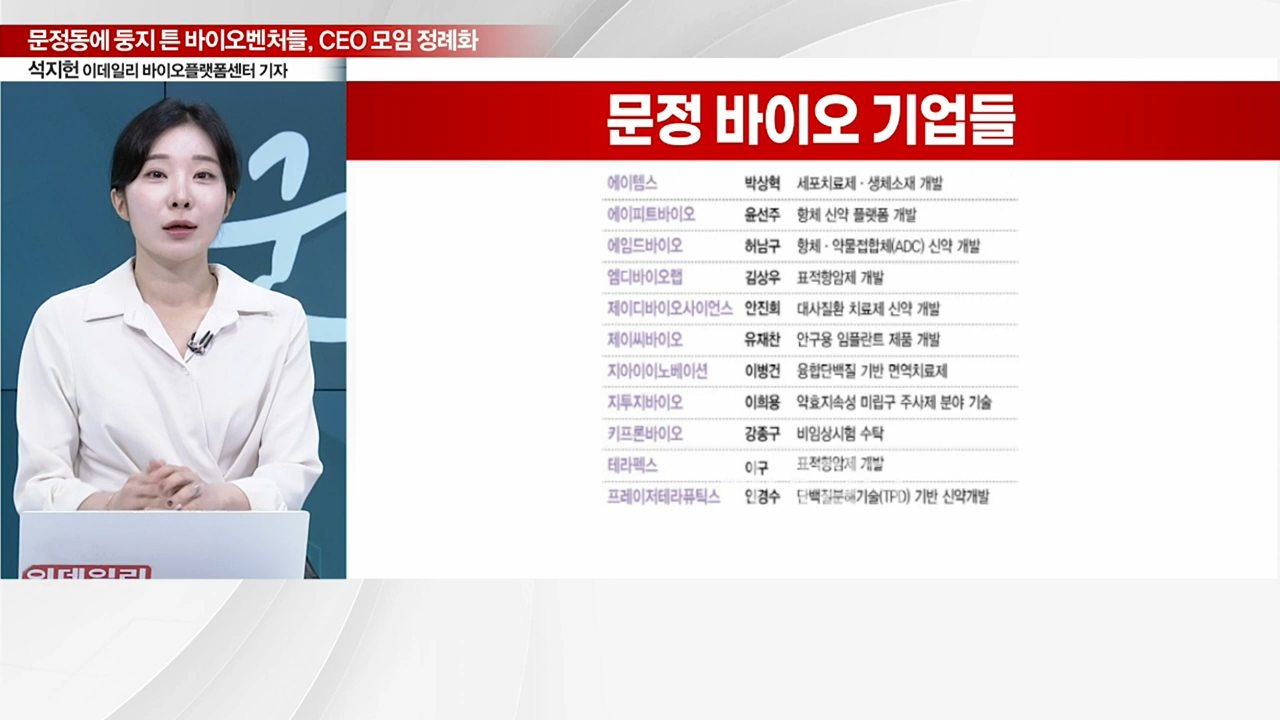 문정동에 둥지 튼 바이오벤처들, CEO 모임 정례화
석지헌 이데일리 바이오플랫폼센터 기자
문정 바이오 기업들
에이템스 박상혁 세포치료제·생체소재 개발
에이피트바이오 윤선주 항체 신약 플랫폼 개발
에임드바이오 허남구 항체·약물접합체(ADC) 신약 개발
엠디바이오랩 김상우 표적항암제 개발
제이디바이오사이언스 안진희 대사질환 치료제 신약 개발
제이씨바이오 유재찬 안구용 임플란트 제품 개발
지아이이노베이션 이병건 융합단백질 기반 면역치료제
지투지바이오 이희용 약효지속성 미립구 주사제 분야 기술
키프론바이오 강종구 비임상시험 수탁
테라펙스 이구 표적항암제 개발
프레이저테라퓨틱스 인경수 단백질분해기술(TPD) 기반 신약개발
이데일리